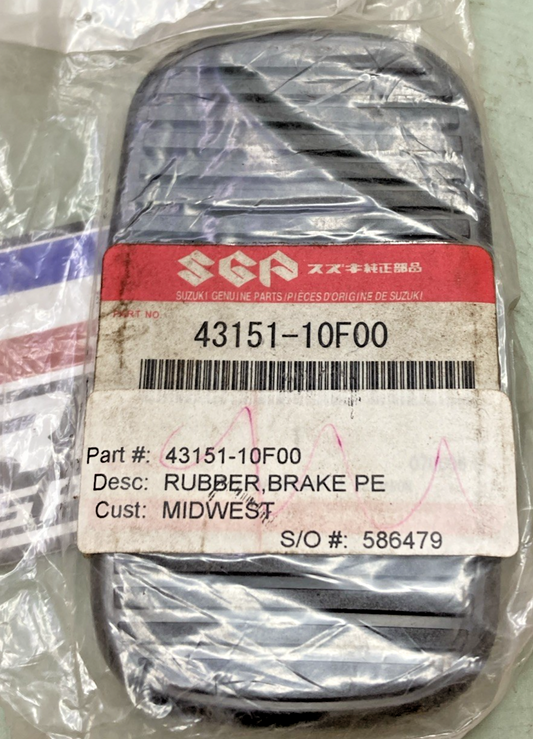 SGP スズキ純正部品
SUZUKI GENUINE PARTS/PIÈCES D'ORIGINE DE SUZUKI
PART NO
43151-10F00
Part #: 43151-10F00
Desc: RUBBER,BRAKE PE
Cust: MIDWEST
S/O #: 586479